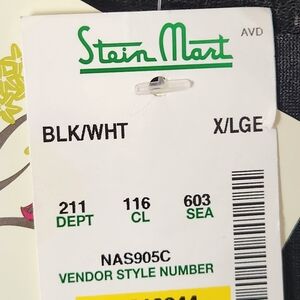 Stein Mart
AVD
BLK/WHT X/LGE
211 116 603
DEPT CL SEA
NAS905C
VENDOR STYLE NUMBER